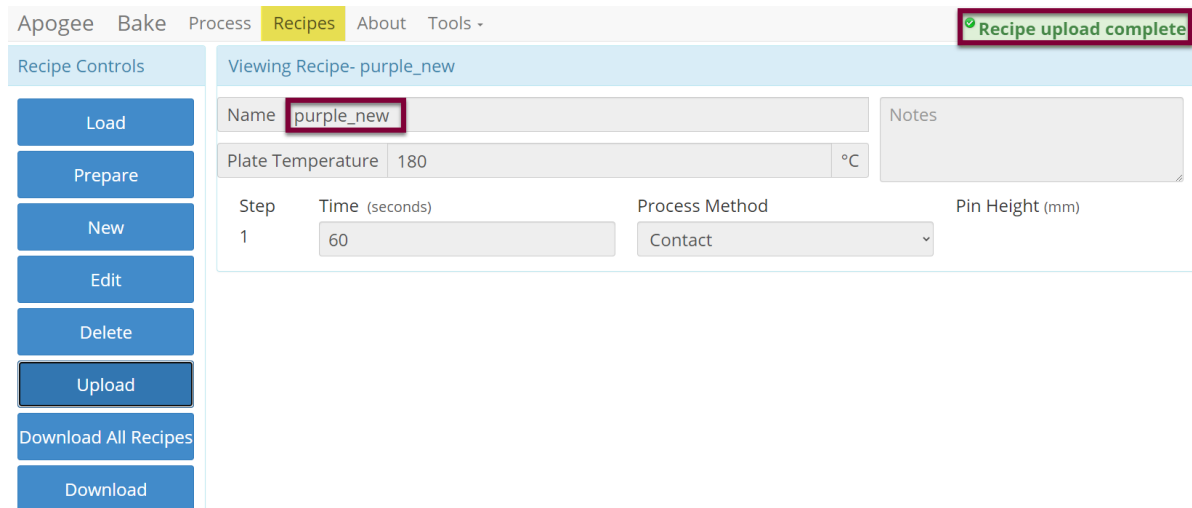 Apogee Bake Process Recipes About Tools
Recipe upload complete
Recipe Controls
Load
Prepare
New
Edit
Delete
Upload
Download All Recipes
Download
Viewing Recipe- purple_new
Name purple_new
Notes
Plate Temperature 180 °C
Step Time (seconds) Process Method Pin Height (mm)
1 60 Contact